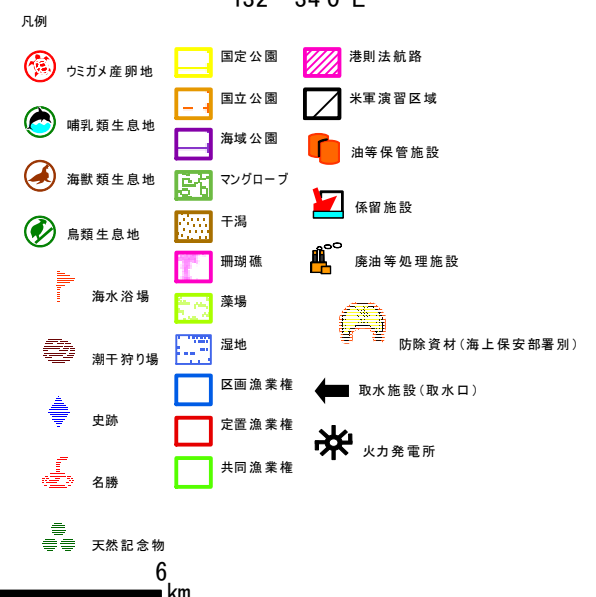 凡例
ウミガメ産卵地
哺乳類生息地
海獣類生息地
鳥類生息地
海水浴場
潮干狩り場
史跡
名勝
天然記念物
国定公園
国立公園
海域公園
マングローブ
干潟
珊瑚礁
藻場
湿地
区画漁業権
定置漁業権
共同漁業権
港則法航路
米軍演習区域
油等保管施設
係留施設
廃油等処理施設
防除資材(海上保安部署別)
取水施設(取水口)
火力発電所
6
km